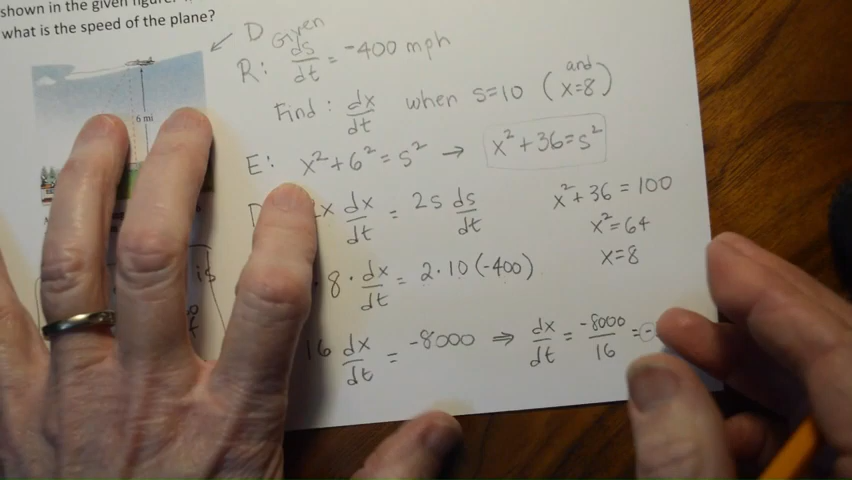 shown in the given figure.
what is the speed of the plane?
6 mi
D Given
R: ds/dt = -400 mph
Find: dx/dt when s=10 (and x=8)
E: x² + 6² = s² → x² + 36 = s²
x dx/dt = 2s ds/dt
x² + 36 = 100
x² = 64
x = 8
8 · dx/dt = 2 · 10 (-400)
16 dx/dt = -8000 ⇒ dx/dt = -8000/16 = -
is